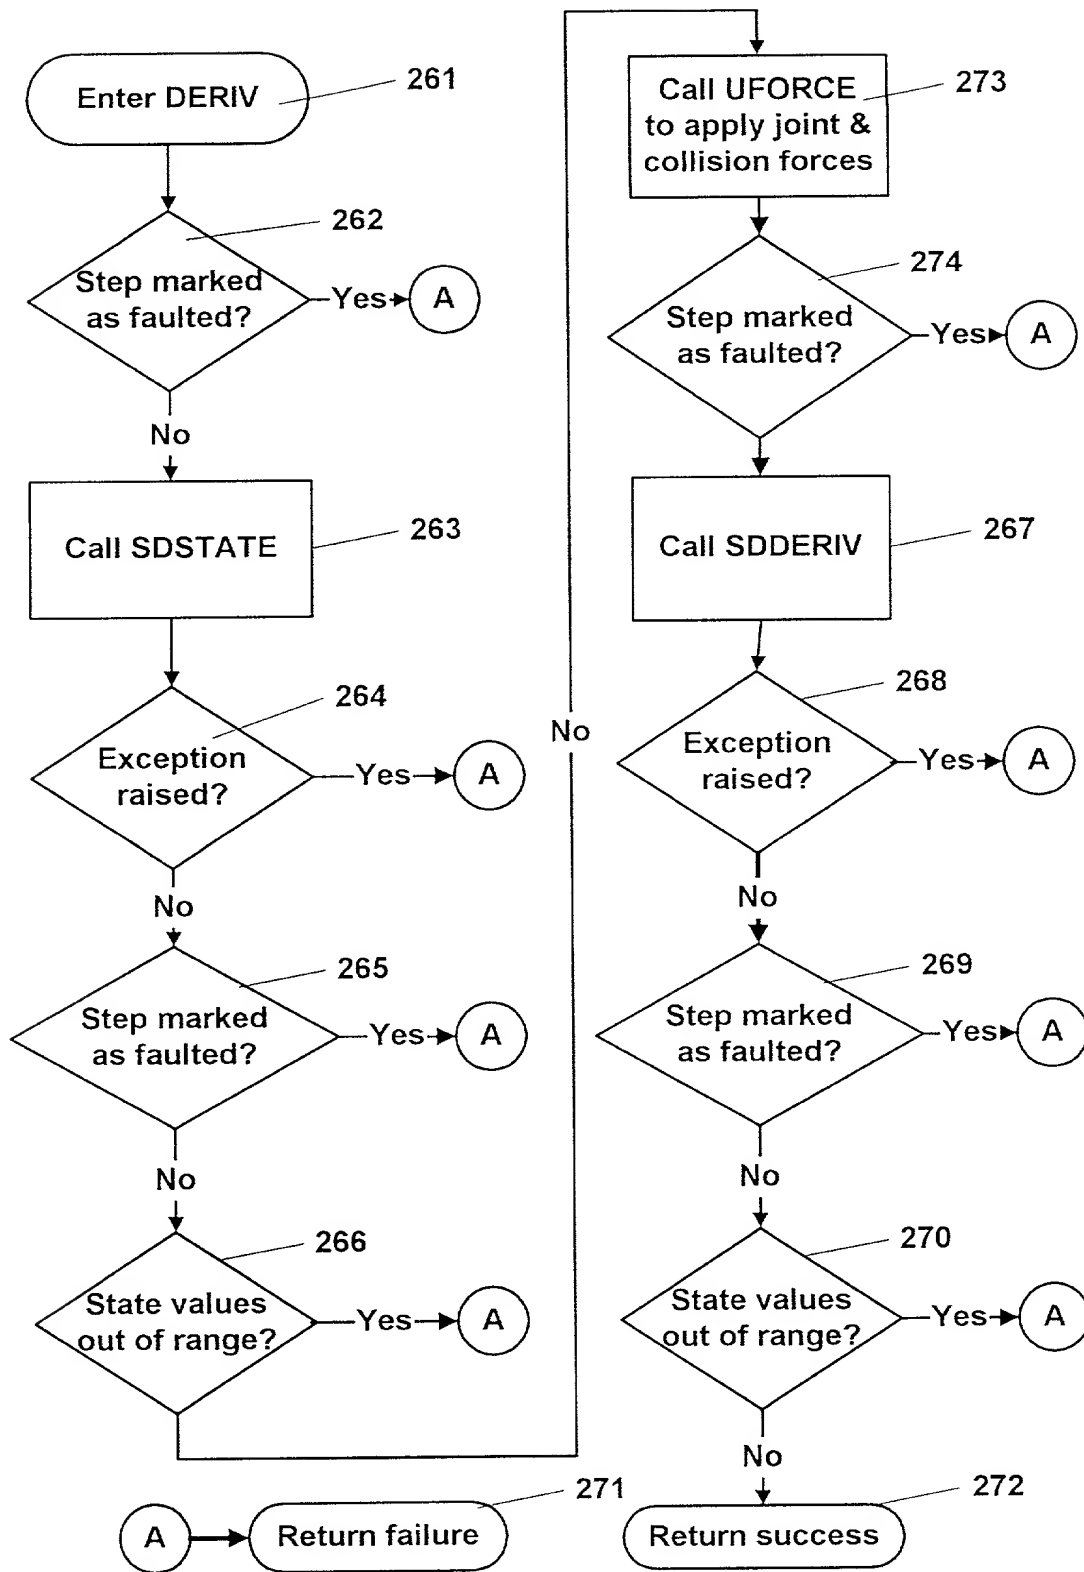 Enter DERIV
261
262
Step marked
as faulted?
Yes
A
No
Call SDSTATE
263
264
Exception
raised?
Yes
A
No
265
Step marked
as faulted?
Yes
A
No
266
State values
out of range?
Yes
A
No
Call UFORCE
to apply joint &
collision forces
273
274
Step marked
as faulted?
Yes
A
Call SDDERIV
267
268
Exception
raised?
Yes
A
No
269
Step marked
as faulted?
Yes
A
No
270
State values
out of range?
Yes
A
No
A
Return failure
271
Return success
272